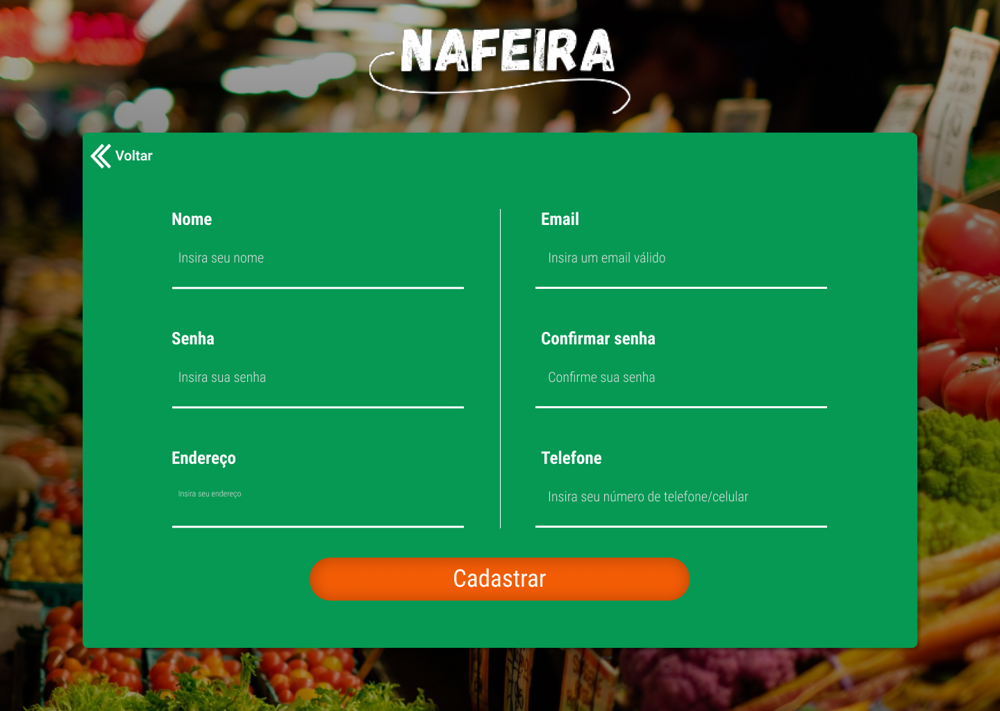 NAFEIRA
Voltar
Nome
Insira seu nome
Email
Insira um email válido
Senha
Insira sua senha
Confirmar senha
Confirme sua senha
Endereço
Insira seu endereço
Telefone
Insira seu número de telefone/celular
Cadastrar